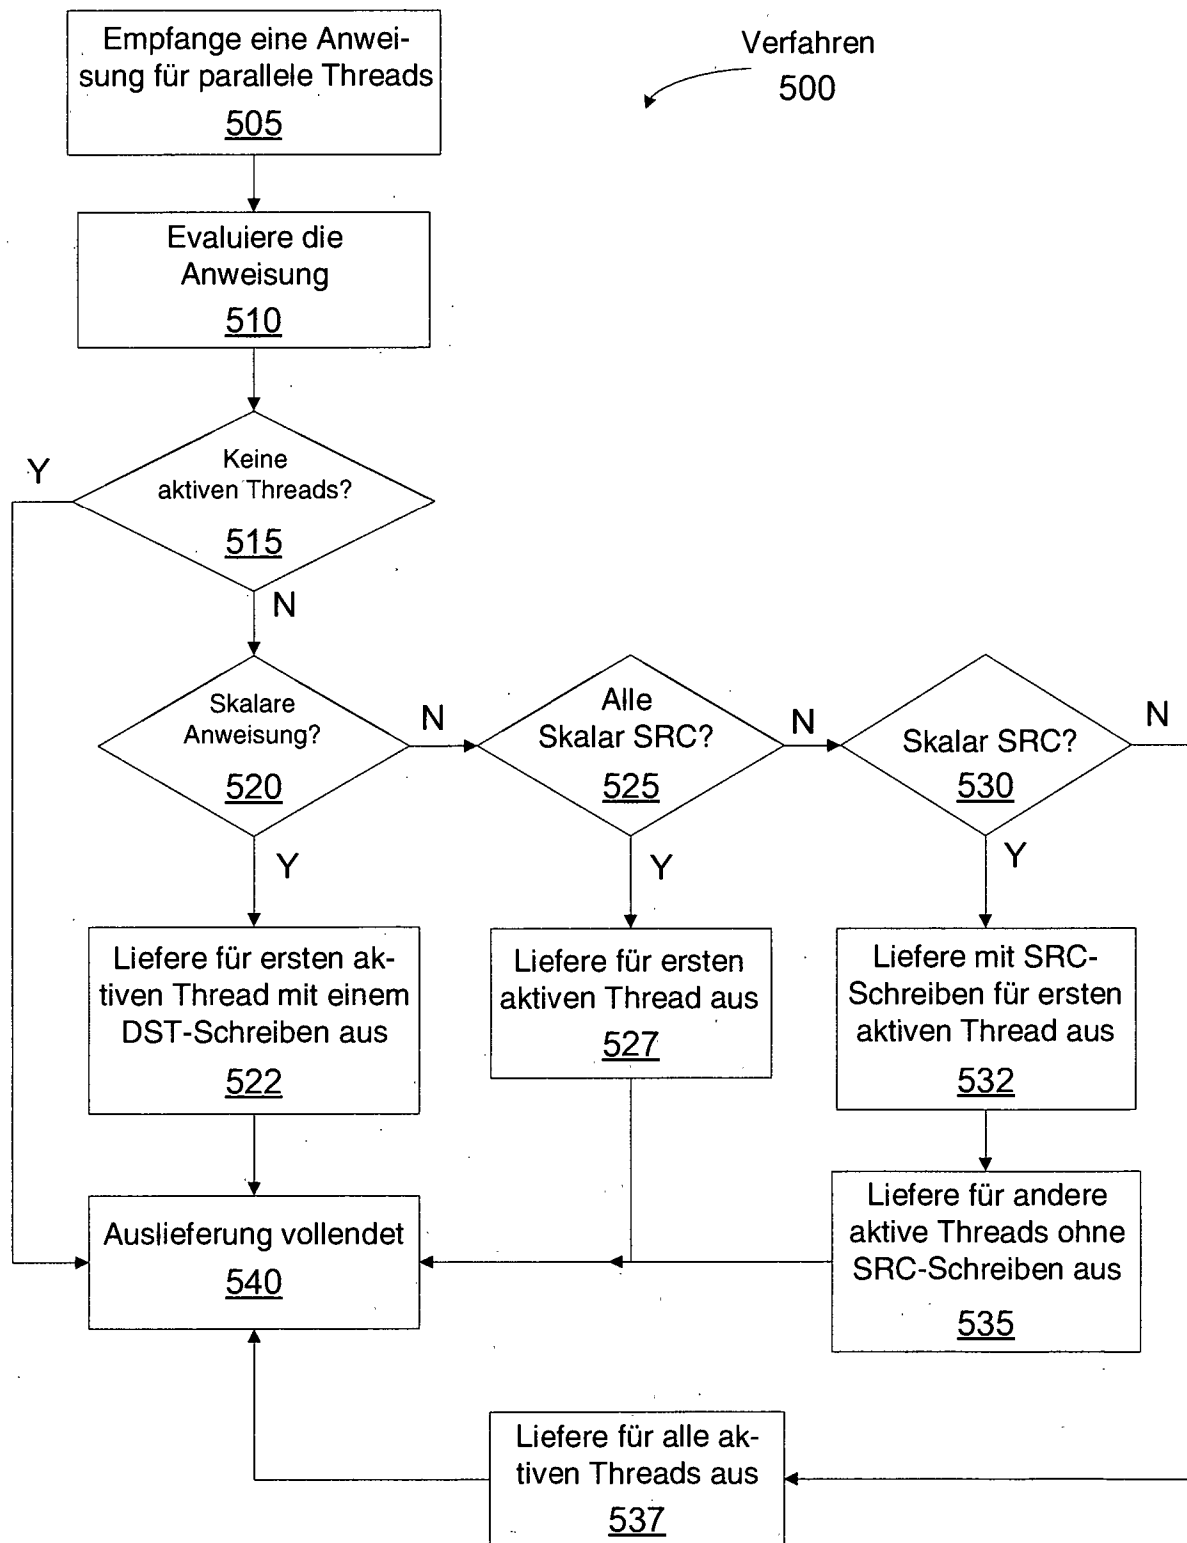 Empfange eine Anwei-
sung für parallele Threads
505
Verfahren
500
Evaluiere die
Anweisung
510
Keine
aktiven Threads?
515
Y
N
Skalare
Anweisung?
520
N
Y
Alle
Skalar SRC?
525
N
Y
Skalar SRC?
530
N
Y
Liefere für ersten ak-
tiven Thread mit einem
DST-Schreiben aus
522
Liefere für ersten
aktiven Thread aus
527
Liefere mit SRC-
Schreiben für ersten
aktiven Thread aus
532
Auslieferung vollendet
540
Liefere für andere
aktive Threads ohne
SRC-Schreiben aus
535
Liefere für alle ak-
tiven Threads aus
537